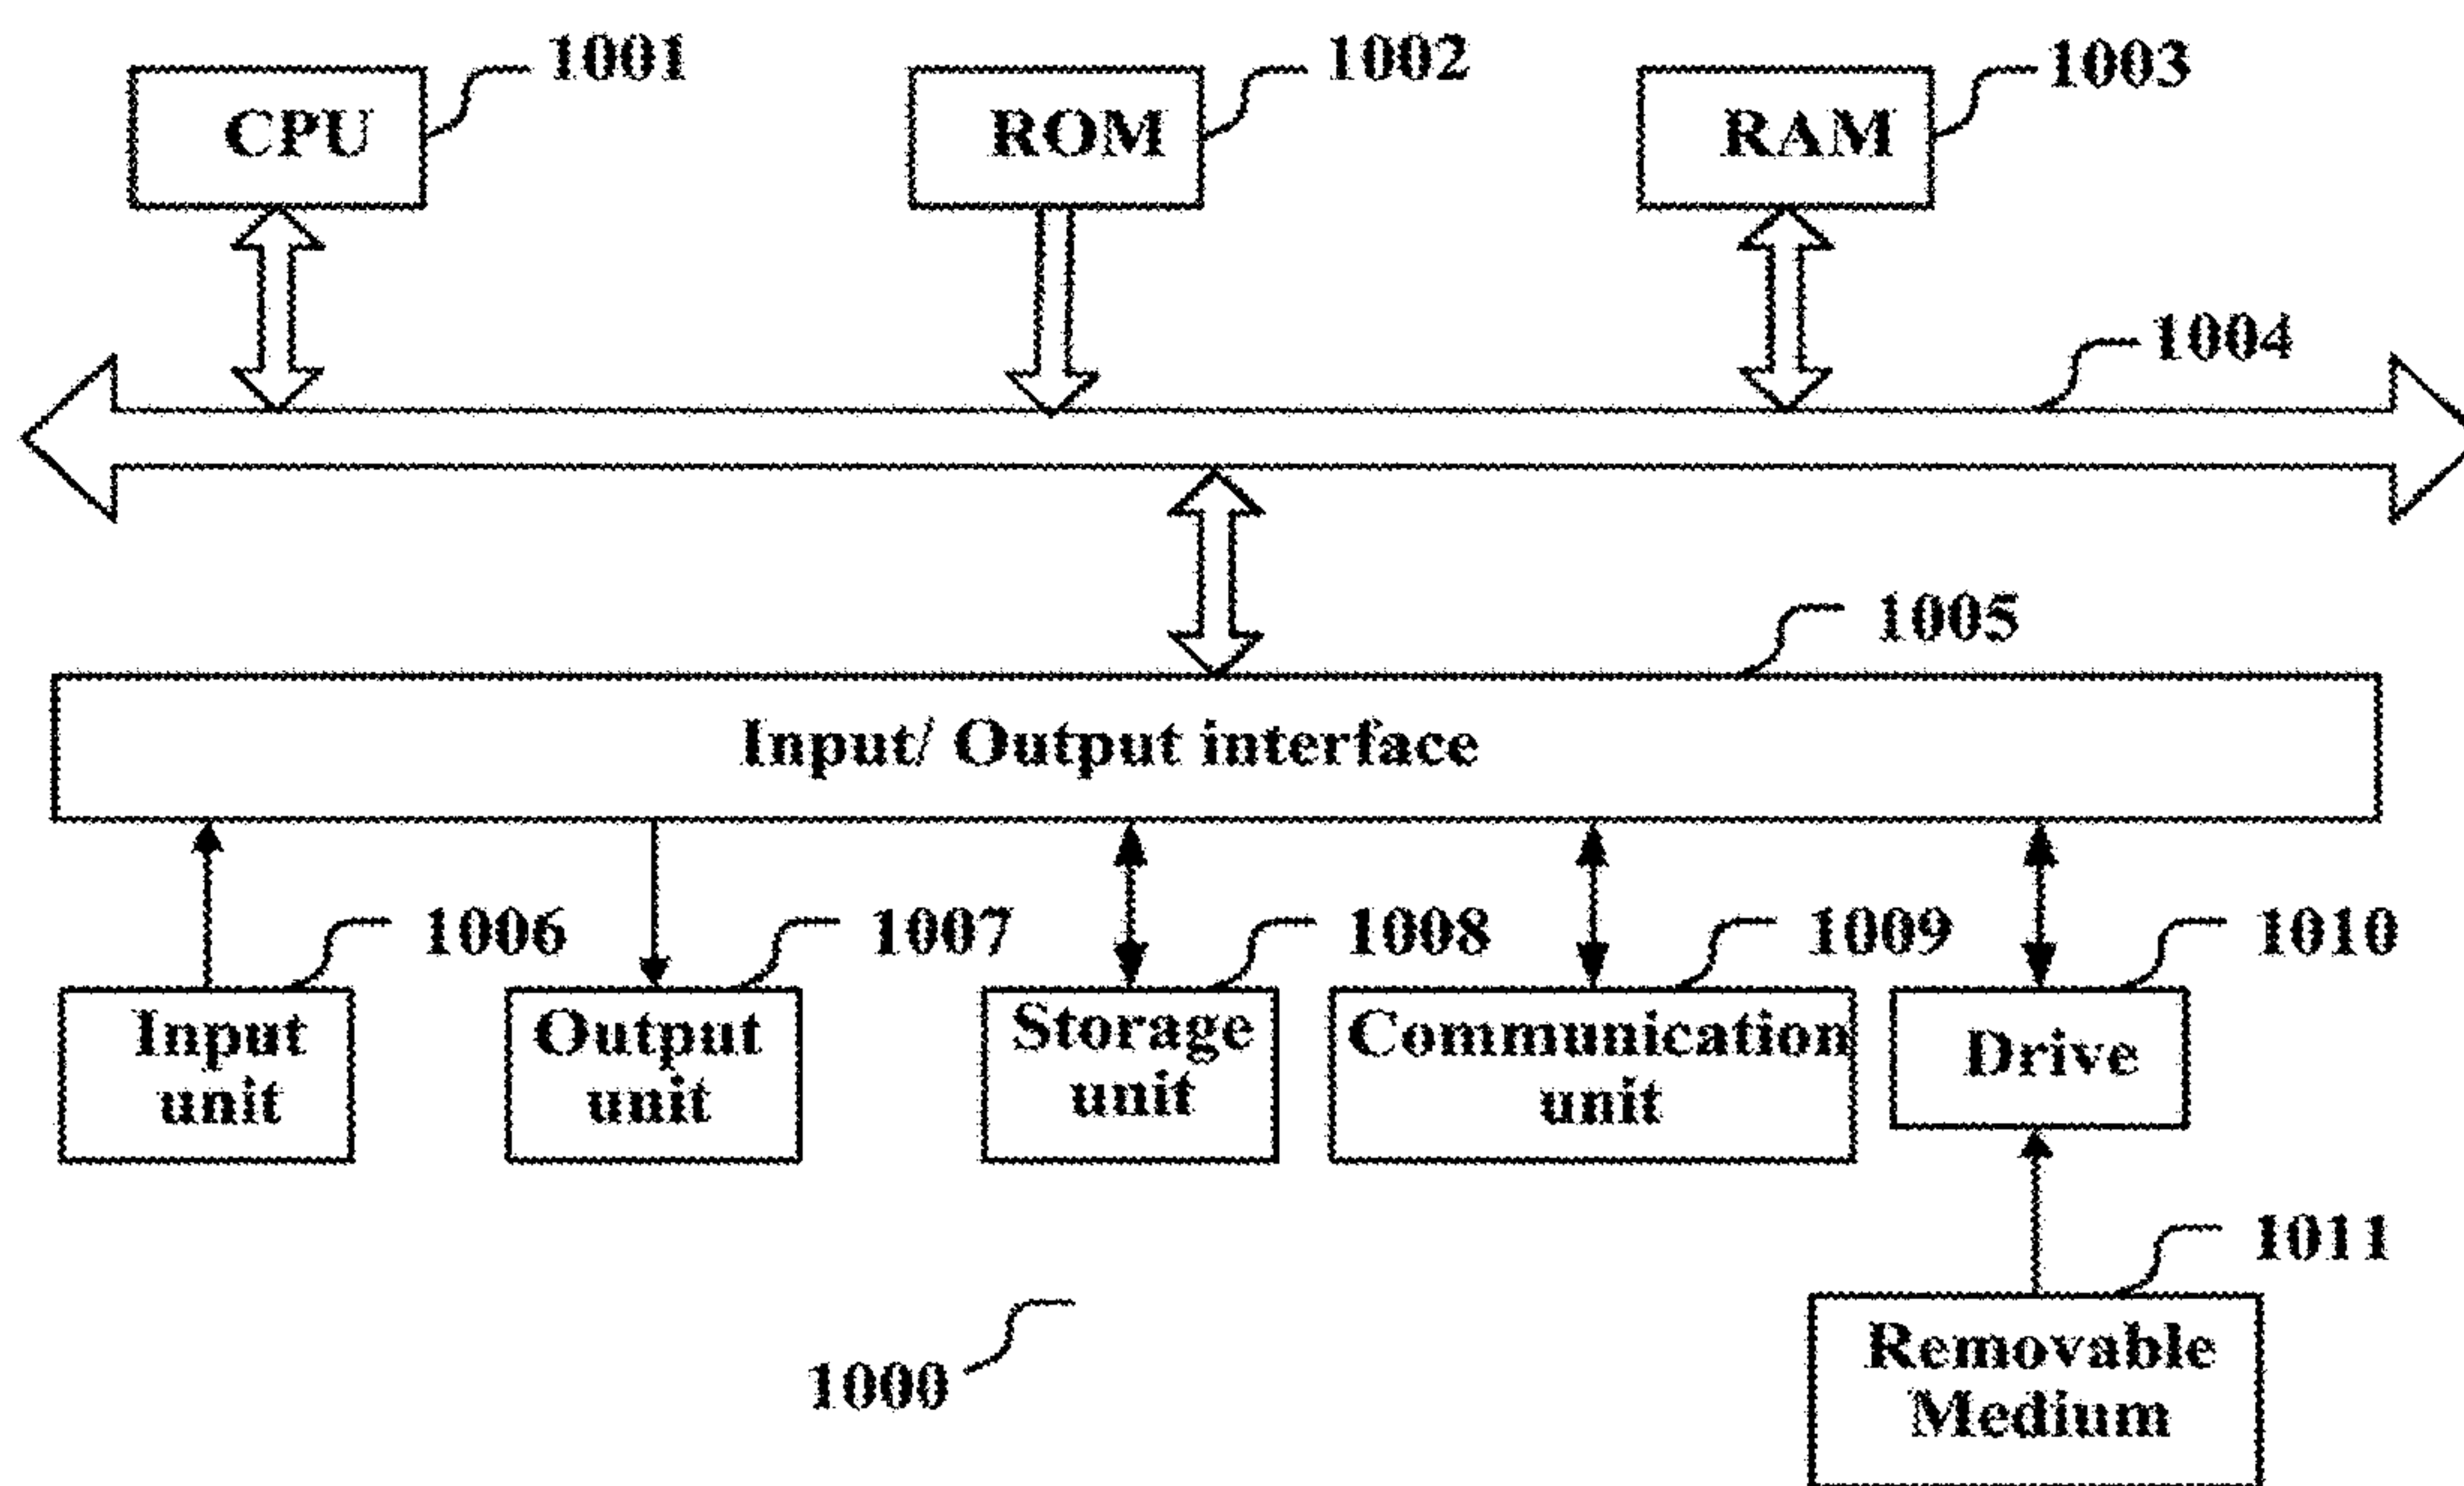 1001
1002
1003
CPU
ROM
RAM
1004
1005
Input/ Output interface
1006
1007
1008
1009
1010
Input
unit
Output
unit
Storage
unit
Communication
unit
Drive
1011
1000
Removable
Medium